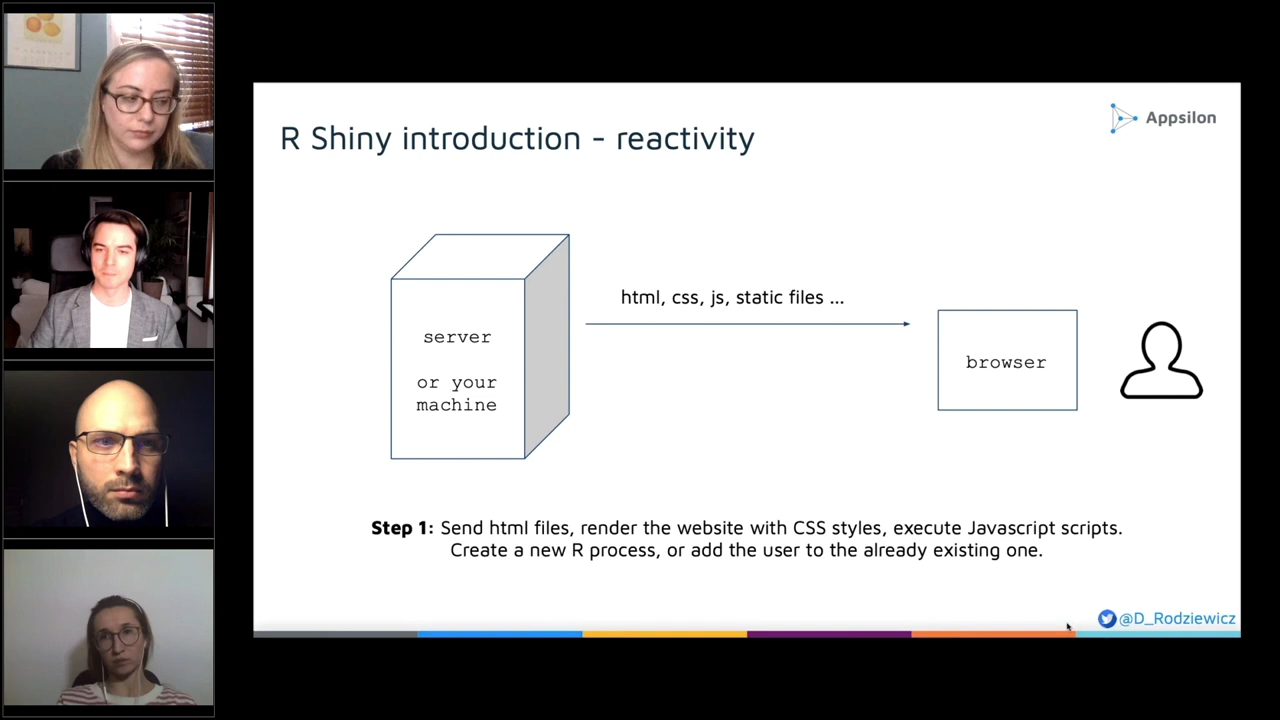 R Shiny introduction - reactivity
Appsilon
html, css, js, static files ...
server
or your
machine
browser
Step 1: Send html files, render the website with CSS styles, execute Javascript scripts.
Create a new R process, or add the user to the already existing one.
@D_Rodziewicz